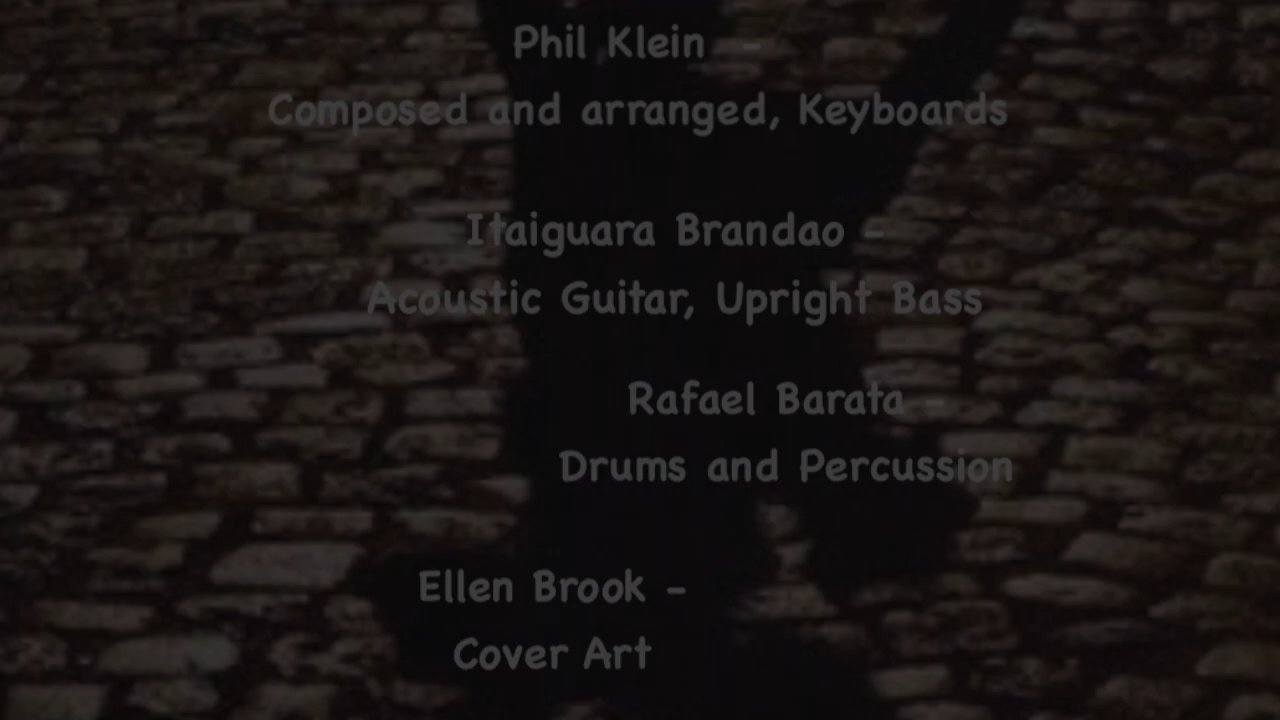 Phil Klein -
Composed and arranged, Keyboards
Itaiguara Brandao -
Acoustic Guitar, Upright Bass
Rafael Barata -
Drums and Percussion
Ellen Brook -
Cover Art